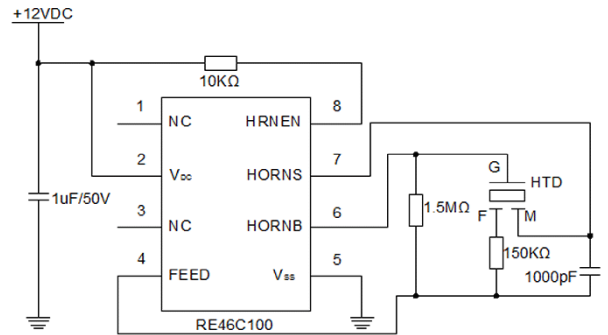 +12VDC
10KΩ
1 NC HRNEN 8
2 VDD HORNS 7
3 NC HORNB 6
4 FEED Vss 5
RE46C100
1uF/50V
1.5MΩ
G
HTD
F M
150KΩ
1000pF